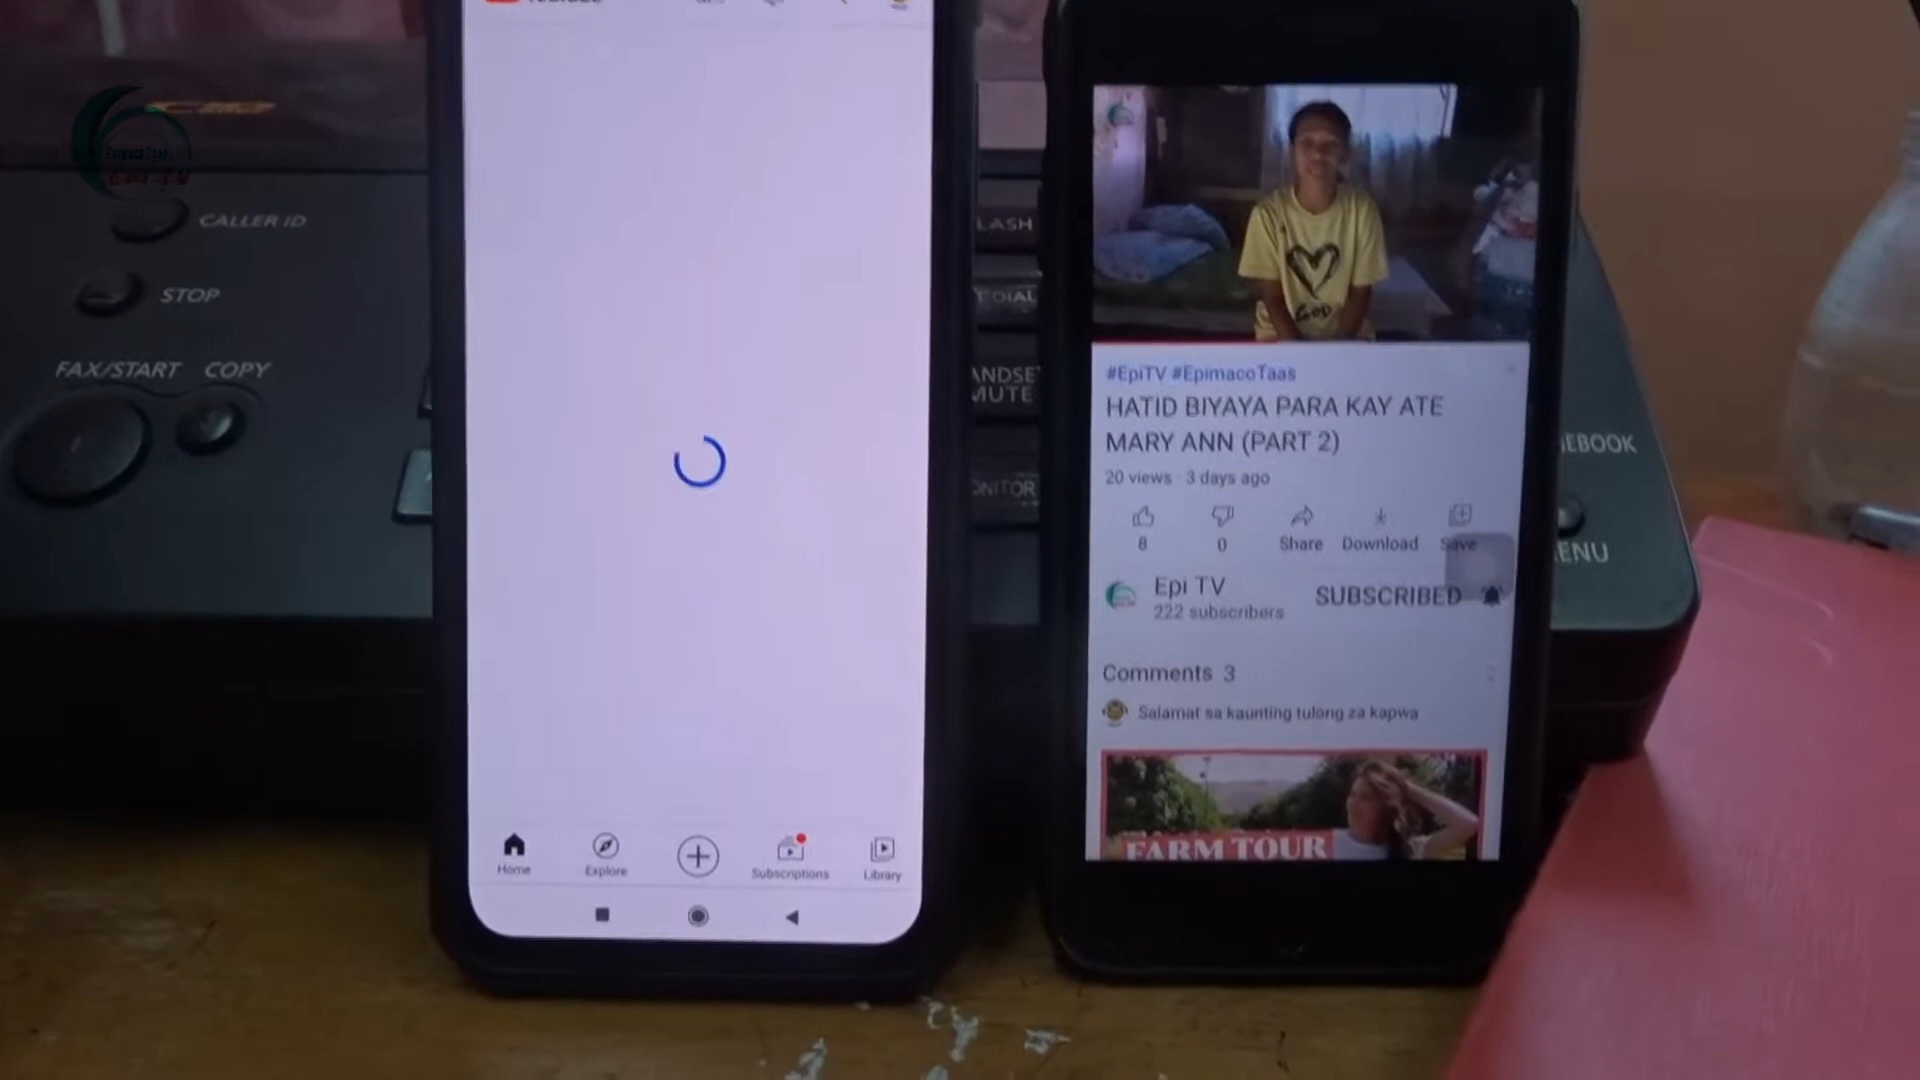 CALLER ID
STOP
FAX/START COPY
YouTube
Home
Explore
Subscriptions
Library
LASH
MUTE
ONITOR
GOD
#EpiTV #EpimacoTaas
HATID BIYAYA PARA KAY ATE
MARY ANN (PART 2)
20 views · 3 days ago
8
0
Share
Download
Save
Epi TV
222 subscribers
SUBSCRIBED
Comments 3
Salamat sa kaunting tulong za kapwa
FARM TOUR
EBOOK
ENU